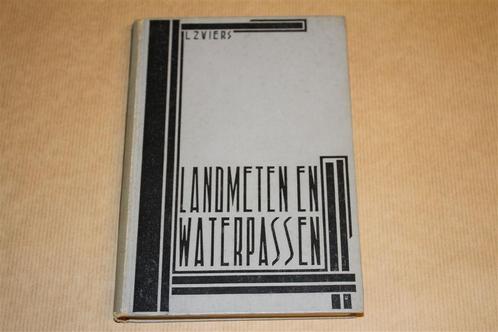 L ZWIERS
LANDMETEN EN
WATERPASSEN